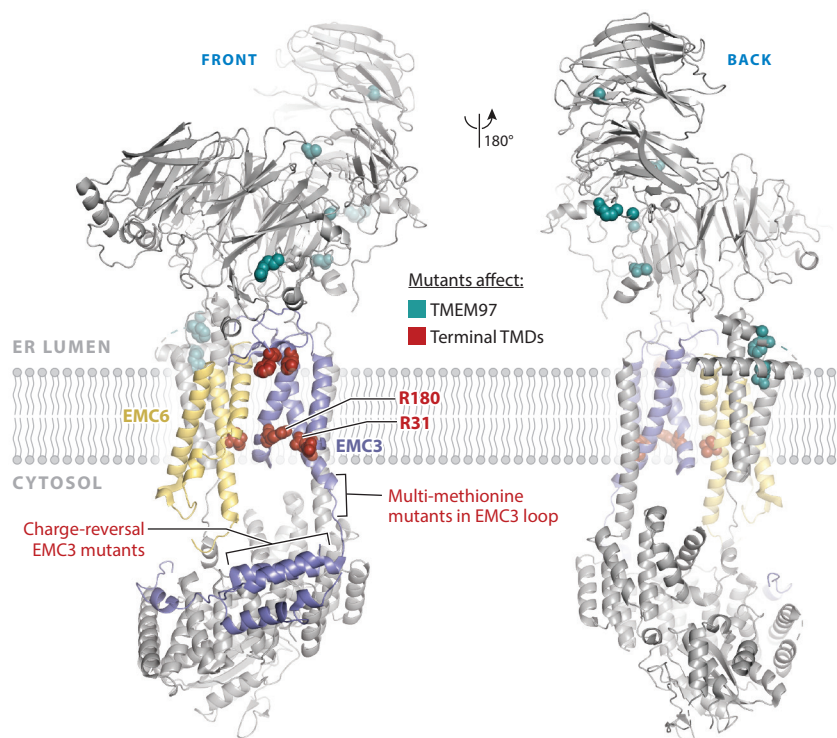 FRONT
BACK
180°
Mutants affect:
TMEM97
Terminal TMDs
ER LUMEN
EMC6
R180
R31
EMC3
CYTOSOL
Multi-methionine
mutants in EMC3 loop
Charge-reversal
EMC3 mutants